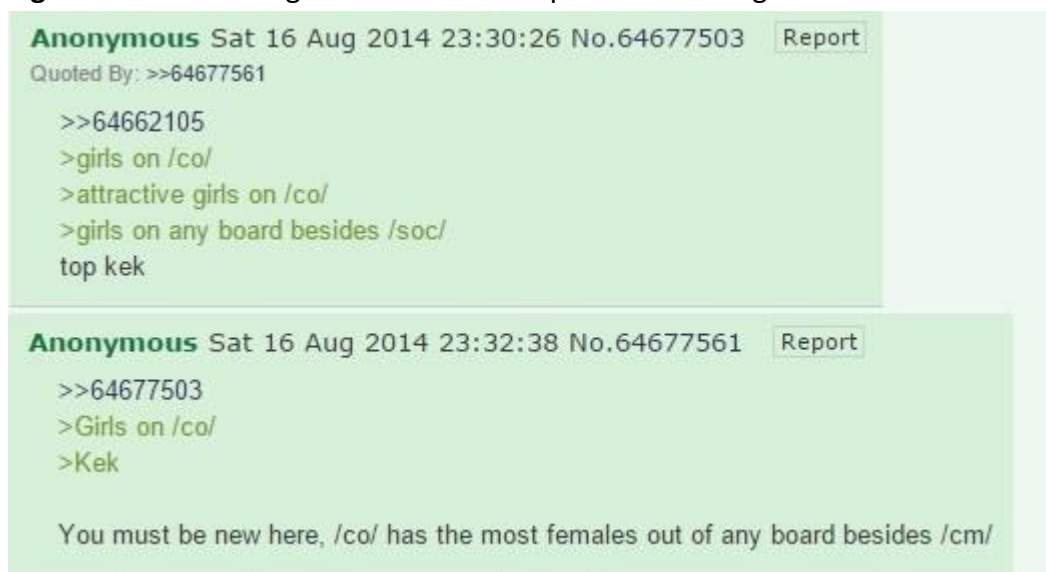 Anonymous Sat 16 Aug 2014 23:30:26 No.64677503 Report
Quoted By: >>64677561
>>64662105
>girls on /co/
>attractive girls on /co/
>girls on any board besides /soc/
top kek
Anonymous Sat 16 Aug 2014 23:32:38 No.64677561 Report
>>64677503
>Girls on /co/
>Kek
You must be new here, /co/ has the most females out of any board besides /cm/